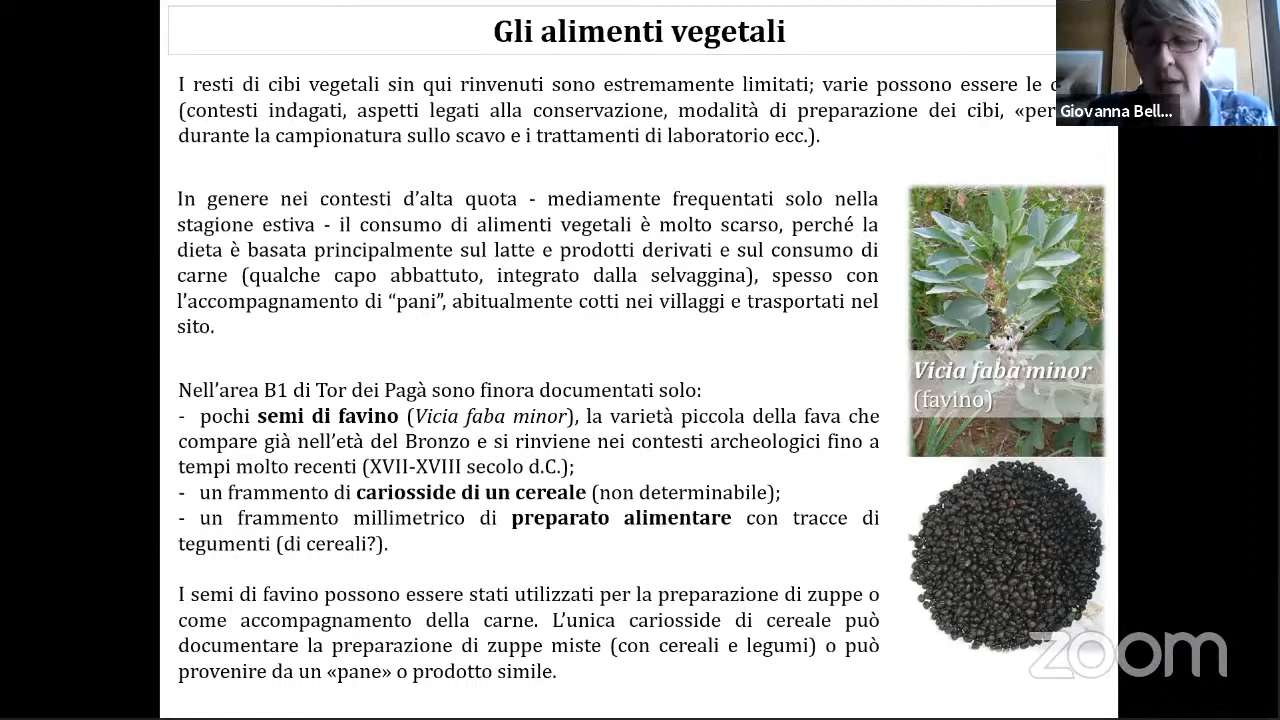 Gli alimenti vegetali
I resti di cibi vegetali sin qui rinvenuti sono estremamente limitati; varie possono essere le
(contesti indagati, aspetti legati alla conservazione, modalità di preparazione dei cibi,
durante la campionatura sullo scavo e i trattamenti di laboratorio ecc.).
Giovanna Bell...
In genere nei contesti d’alta quota - mediamente frequentati solo nella
stagione estiva - il consumo di alimenti vegetali è molto scarso, perché la
dieta è basata principalmente sul latte e prodotti derivati e sul consumo di
carne (qualche capo abbattuto, integrato dalla selvaggina), spesso con
l’accompagnamento di “pani”, abitualmente cotti nei villaggi e trasportati nel
sito.
Vicia faba minor
(favino)
Nell’area B1 di Tor dei Pagà sono finora documentati solo:
- pochi semi di favino (Vicia faba minor), la varietà piccola della fava che
compare già nell’età del Bronzo e si rinviene nei contesti archeologici fino a
tempi molto recenti (XVII-XVIII secolo d.C.);
- un frammento di cariosside di un cereale (non determinabile);
- un frammento millimetrico di preparato alimentare con tracce di
tegumenti (di cereali?).
I semi di favino possono essere stati utilizzati per la preparazione di zuppe o
come accompagnamento della carne. L’unica cariosside di cereale può
documentare la preparazione di zuppe miste (con cereali e legumi) o può
provenire da un «pane» o prodotto simile.
zoom